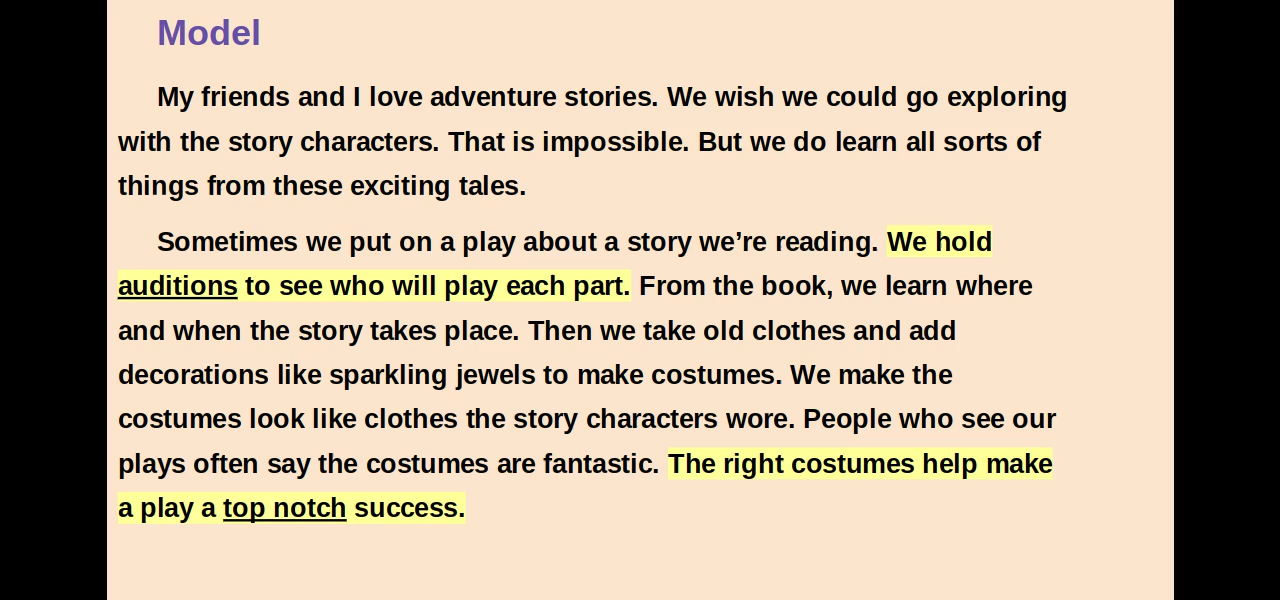 Model
My friends and I love adventure stories. We wish we could go exploring
with the story characters. That is impossible. But we do learn all sorts of
things from these exciting tales.
Sometimes we put on a play about a story we’re reading. We hold
auditions to see who will play each part. From the book, we learn where
and when the story takes place. Then we take old clothes and add
decorations like sparkling jewels to make costumes. We make the
costumes look like clothes the story characters wore. People who see our
plays often say the costumes are fantastic. The right costumes help make
a play a top notch success.